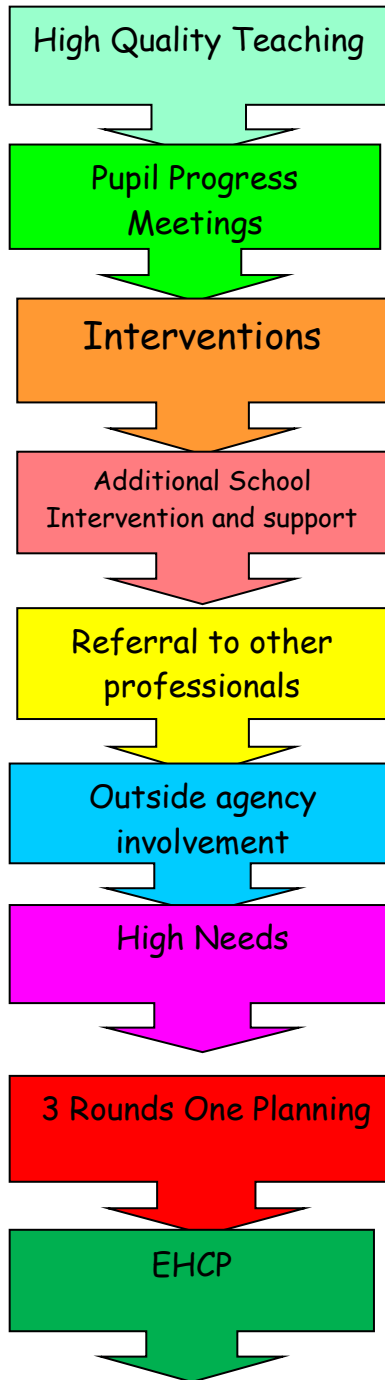 High Quality Teaching
Pupil Progress
Meetings
Interventions
Additional School
Intervention and support
Referral to other
professionals
Outside agency
involvement
High Needs
3 Rounds One Planning
EHCP